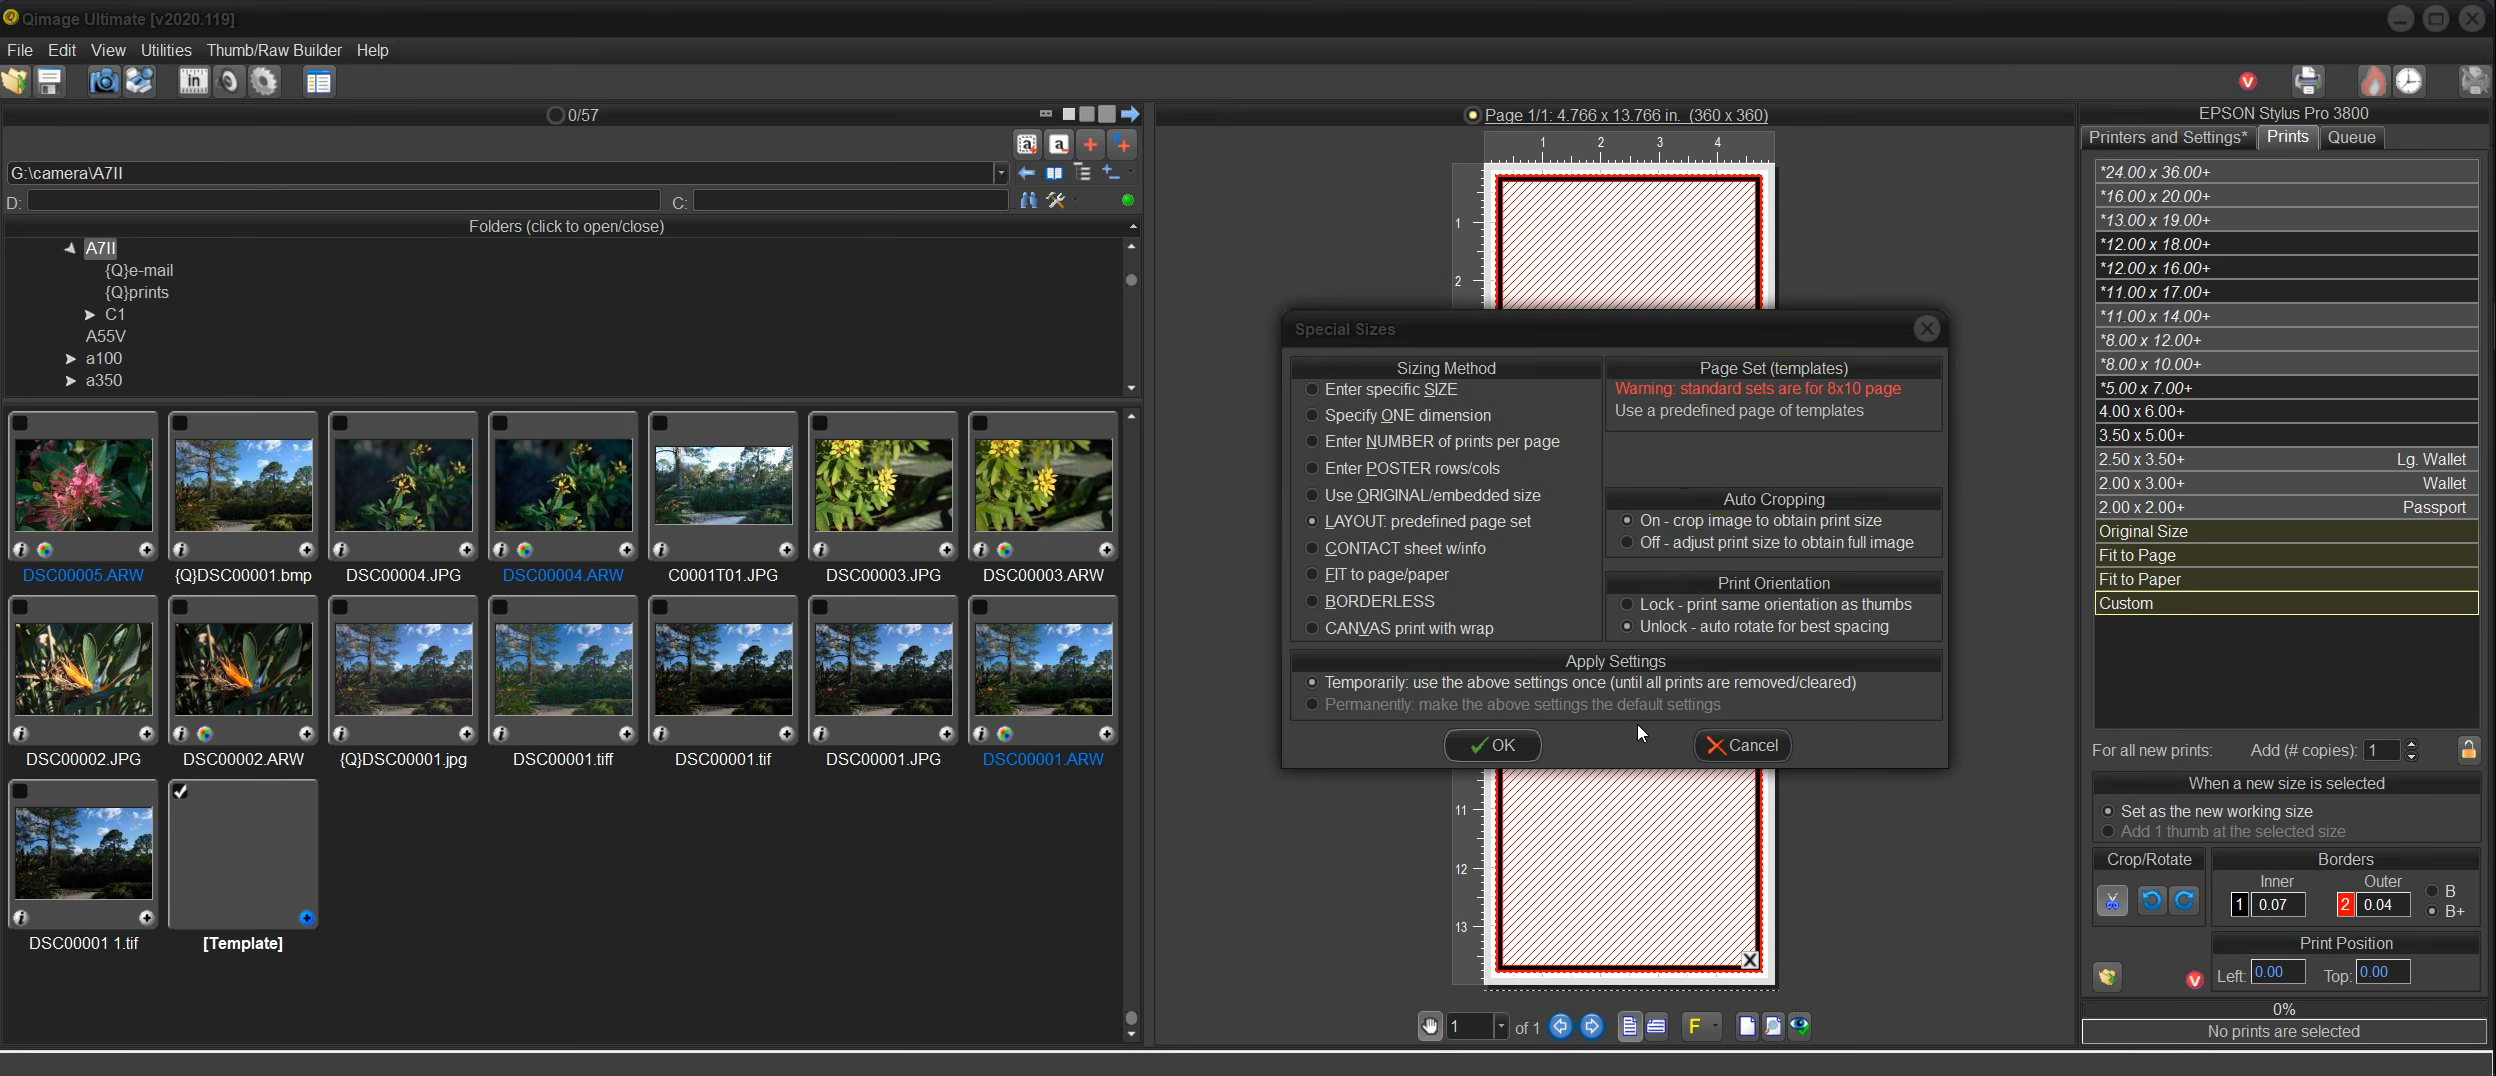 Qimage Ultimate [v2020.119]
File Edit View Utilities Thumb/Raw Builder Help
in
V
0/57
Page 1/1: 4.766 x 13.766 in. (360 x 360)
EPSON Stylus Pro 3800
Printers and Settings* Prints Queue
a a
G:\camera\A7II
D:
C:
Folders (click to open/close)
A7II
{Q}e-mail
{Q}prints
C1
A55V
a100
a350
DSC00005.ARW {Q}DSC00001.bmp DSC00004.JPG DSC00004.ARW C0001T01.JPG DSC00003.JPG DSC00003.ARW
DSC00002.JPG DSC00002.ARW {Q}DSC00001.jpg DSC00001.tiff DSC00001.tif DSC00001.JPG DSC00001.ARW
DSC00001 1.tif [Template]
1 2 3 4
1
2
11
12
13
X
Special Sizes
Sizing Method
Enter specific SIZE
Specify ONE dimension
Enter NUMBER of prints per page
Enter POSTER rows/cols
Use ORIGINAL/embedded size
LAYOUT: predefined page set
CONTACT sheet w/info
FIT to page/paper
BORDERLESS
CANVAS print with wrap
Page Set (templates)
Warning: standard sets are for 8x10 page
Use a predefined page of templates
Auto Cropping
On - crop image to obtain print size
Off - adjust print size to obtain full image
Print Orientation
Lock - print same orientation as thumbs
Unlock - auto rotate for best spacing
Apply Settings
Temporarily: use the above settings once (until all prints are removed/cleared)
Permanently: make the above settings the default settings
OK Cancel
1 of 1 F
*24.00 x 36.00+
*16.00 x 20.00+
*13.00 x 19.00+
*12.00 x 18.00+
*12.00 x 16.00+
*11.00 x 17.00+
*11.00 x 14.00+
*8.00 x 12.00+
*8.00 x 10.00+
*5.00 x 7.00+
4.00 x 6.00+
3.50 x 5.00+
2.50 x 3.50+ Lg. Wallet
2.00 x 3.00+ Wallet
2.00 x 2.00+ Passport
Original Size
Fit to Page
Fit to Paper
Custom
For all new prints: Add (# copies): 1
When a new size is selected
Set as the new working size
Add 1 thumb at the selected size
Crop/Rotate Borders
Inner Outer
1 0.07 2 0.04
B
B+
Print Position
V Left: 0.00 Top: 0.00
0%
No prints are selected